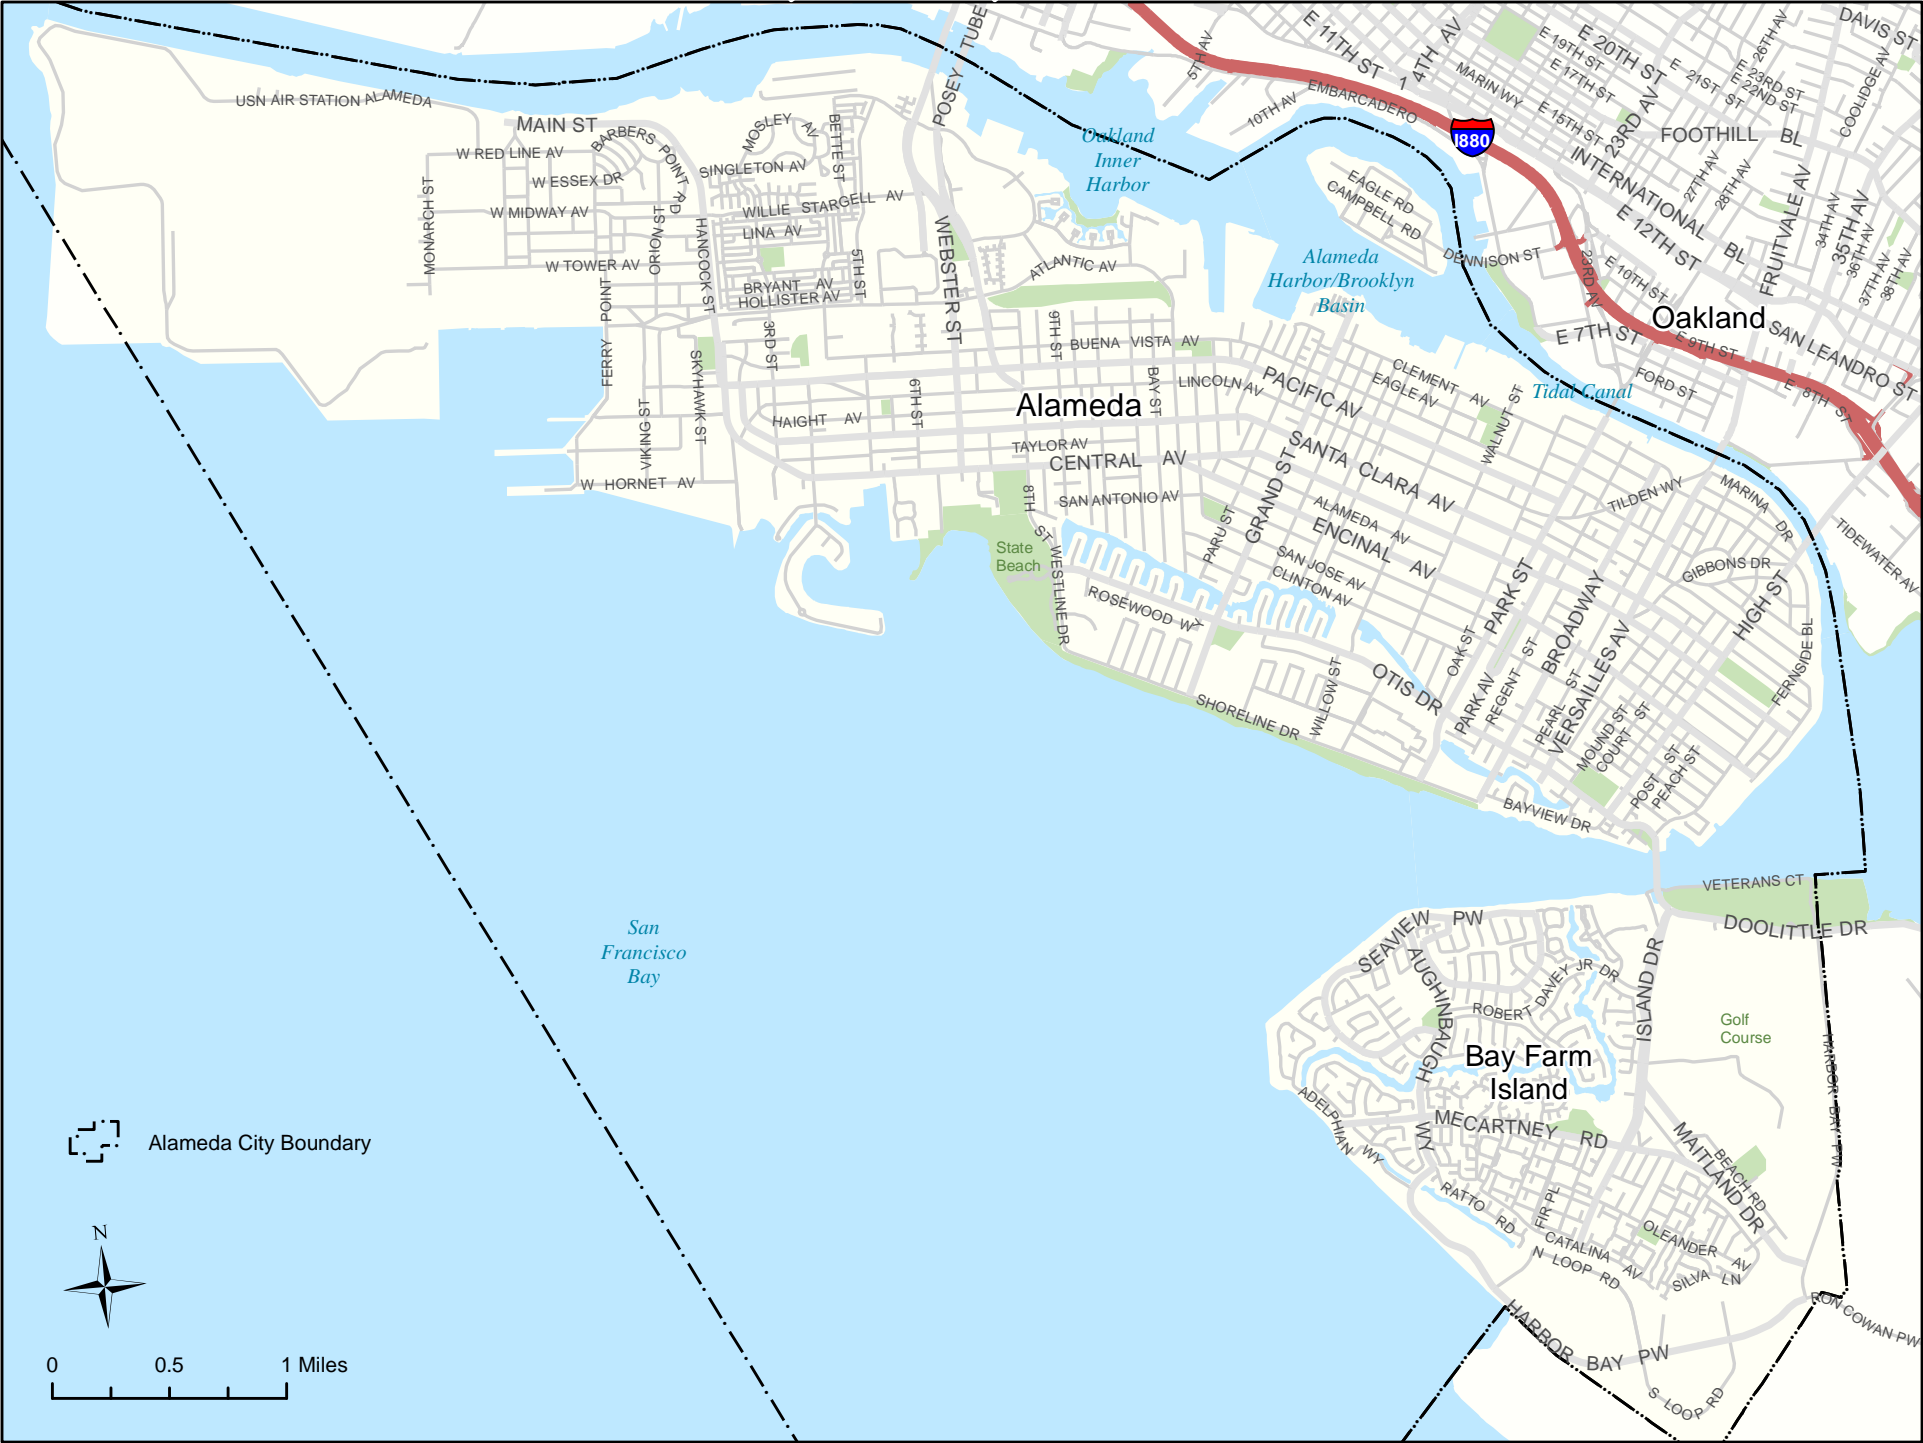 USN AIR STATION ALAMEDA
MAIN ST
BARBERS POINT RD
W RED LINE AV
W ESSEX DR
W MIDWAY AV
W TOWER AV
MONARCH ST
ORION ST
HANCOCK ST
FERRY POINT
VIKING ST
SKYHAWK ST
W HORNET AV
MOSLEY AV
BETTE ST
SINGLETON AV
WILLIE STARGELL AV
LINA AV
5TH ST
BRYANT AV
HOLLISTER AV
3RD ST
HAIGHT AV
6TH ST
POSEY TUBE
WEBSTER ST
ATLANTIC AV
9TH ST
BUENA VISTA AV
BAY ST
LINCOLN AV
PACIFIC AV
Alameda
TAYLOR AV
CENTRAL AV
SAN ANTONIO AV
8TH ST
WESTLINE DR
State
Beach
ROSEWOOD WY
SHORELINE DR
PARU ST
GRAND ST
SANTA CLARA AV
ALAMEDA AV
ENCINAL AV
SAN JOSE AV
CLINTON AV
CLEMENT AV
EAGLE AV
WALNUT ST
WILLOW ST
OTIS DR
OAK ST
PARK ST
PARK AV
REGENT ST
BROADWAY
PEARL ST
VERSAILLES AV
MOUND ST
COURT ST
POST ST
PEACH ST
BAYVIEW DR
TILDEN WY
MARINA DR
GIBBONS DR
HIGH ST
FERNSIDE BL
TIDEWATER AV
Oakland
Inner
Harbor
Alameda
Harbor/Brooklyn
Basin
Tidal Canal
EAGLE RD
CAMPBELL RD
DENNISON ST
5TH AV
10TH AV
EMBARCADERO
E 11TH ST
14TH AV
MARIN WY
E 15TH ST
E 17TH ST
E 19TH ST
E 20TH ST
E 21ST ST
E 22ND ST
E 23RD ST
26TH AV
DAVIS ST
COOLIDGE AV
23RD AV
FOOTHILL BL
INTERNATIONAL BL
E 12TH ST
27TH AV
28TH AV
FRUITVALE AV
34TH AV
35TH AV
36TH AV
37TH AV
38TH AV
I880
23RD AV
E 10TH ST
Oakland
E 7TH ST
E 9TH ST
SAN LEANDRO ST
FORD ST
E 8TH ST
San
Francisco
Bay
VETERANS CT
DOOLITTLE DR
SEAVIEW PW
AUGHINBAUGH WY
ROBERT DAVEY JR DR
ISLAND DR
Golf
Course
HARBOR BAY PW
Bay Farm
Island
ADELPHIAN WY
MECARTNEY RD
MAITLAND DR
BEACH RD
RATTO RD
FIR PL
CATALINA AV
OLEANDER AV
N LOOP RD
SILVA LN
RON COWAN PW
HARBOR BAY PW
S LOOP RD
Alameda City Boundary
N
0 0.5 1 Miles